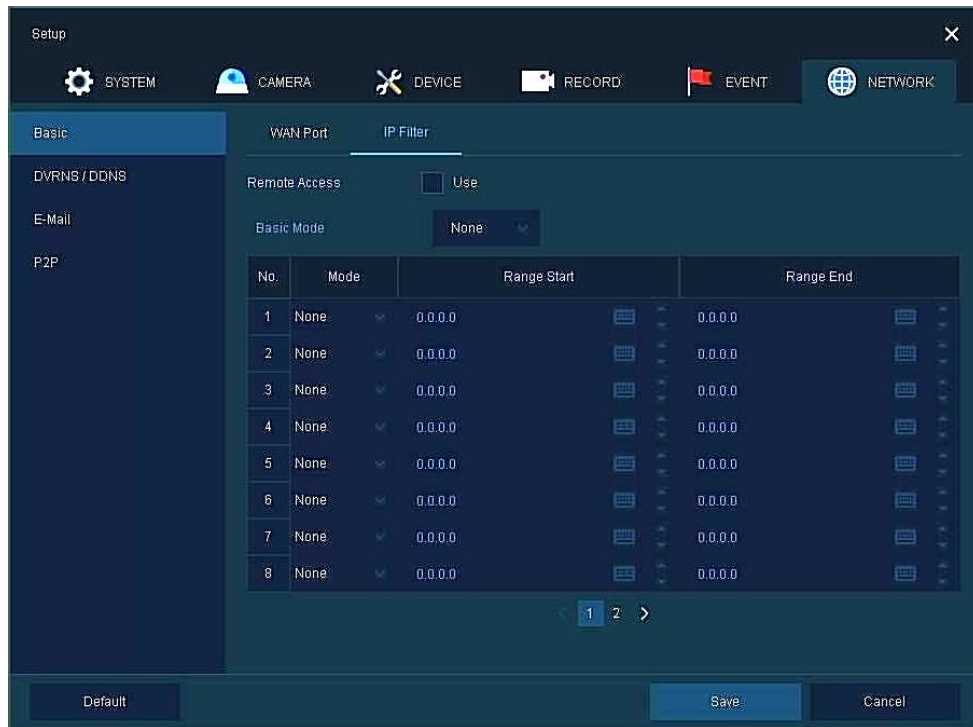 Setup
SYSTEM CAMERA DEVICE RECORD EVENT NETWORK
Basic
DVRNS / DDNS
E-Mail
P2P
WAN Port IP Filter
Remote Access Use
Basic Mode None
No. Mode Range Start Range End
1 None 0.0.0.0 0.0.0.0
2 None 0.0.0.0 0.0.0.0
3 None 0.0.0.0 0.0.0.0
4 None 0.0.0.0 0.0.0.0
5 None 0.0.0.0 0.0.0.0
6 None 0.0.0.0 0.0.0.0
7 None 0.0.0.0 0.0.0.0
8 None 0.0.0.0 0.0.0.0
< 1 2 >
Default Save Cancel